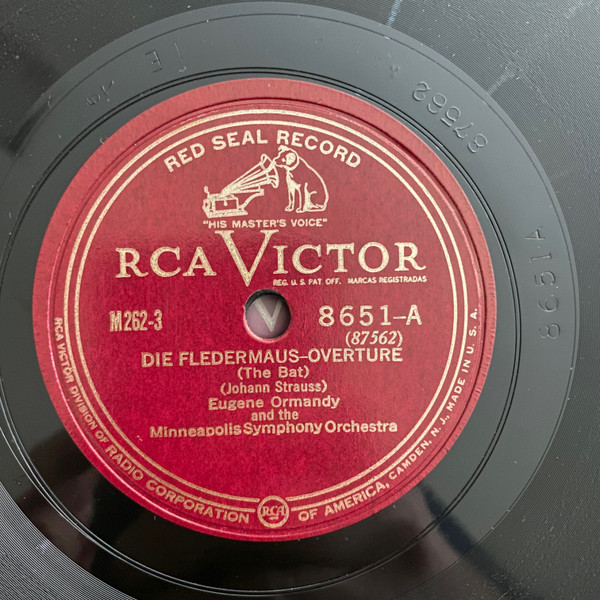 RED SEAL RECORD
"HIS MASTER'S VOICE"
RCA VICTOR
REG. U. S. PAT. OFF. MARCAS REGISTRADAS
M262-3
8651-A
(87562)
DIE FLEDERMAUS-OVERTURE
(The Bat)
(Johann Strauss)
Eugene Ormandy
and the
Minneapolis Symphony Orchestra
RCA VICTOR DIVISION OF RADIO CORPORATION OF AMERICA, CAMDEN, N. J., MADE IN U. S. A.
RCA
87562
8651A